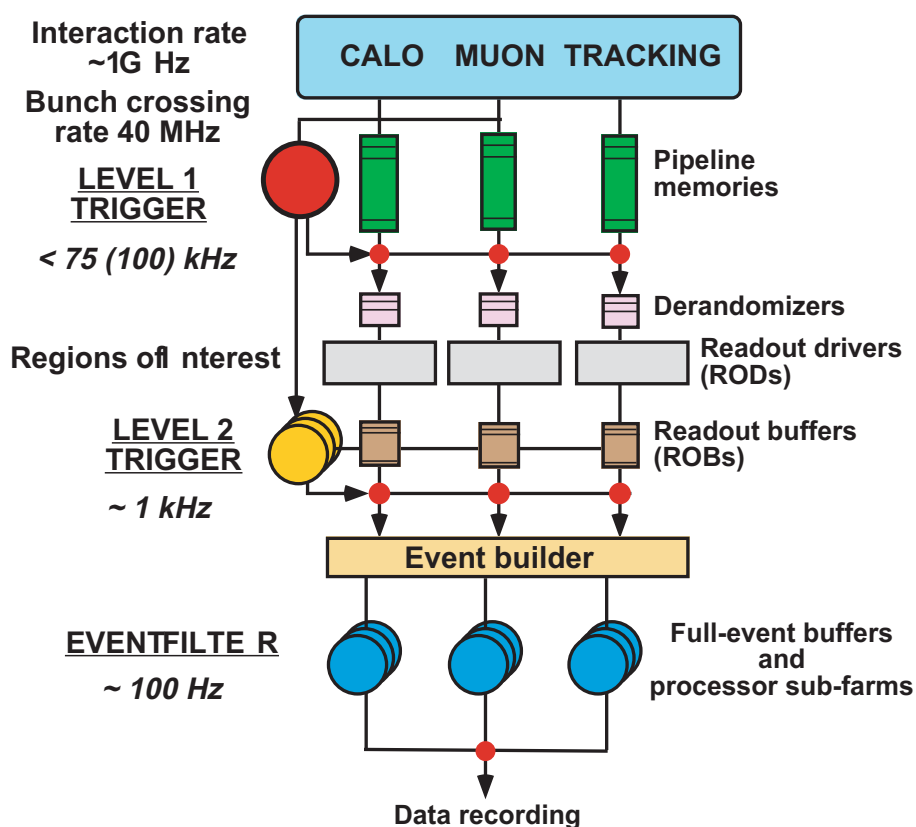 Interaction rate
~1G Hz
CALO MUON TRACKING
Bunch crossing
rate 40 MHz
Pipeline
memories
LEVEL 1
TRIGGER
< 75 (100) kHz
Derandomizers
Regions ofI nterest
Readout drivers
(RODs)
LEVEL 2
TRIGGER
Readout buffers
(ROBs)
~ 1 kHz
Event builder
EVENTFILTE R
~ 100 Hz
Full-event buffers
and
processor sub-farms
Data recording